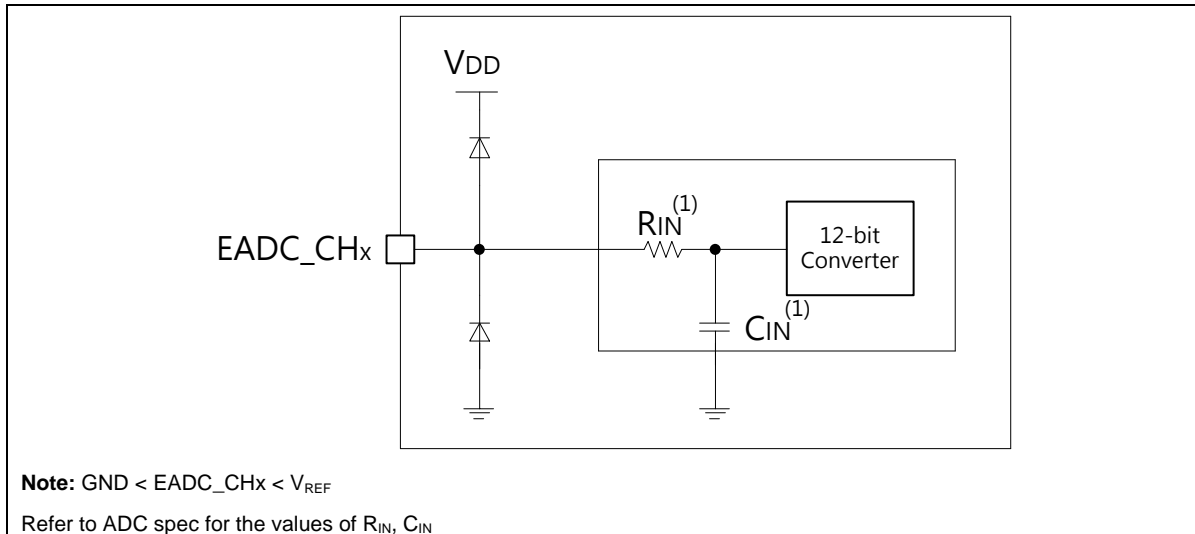 VDD
EADC_CHx
RIN(1)
12-bit
Converter
CIN(1)
Note: GND < EADC_CHx < VREF
Refer to ADC spec for the values of RIN, CIN